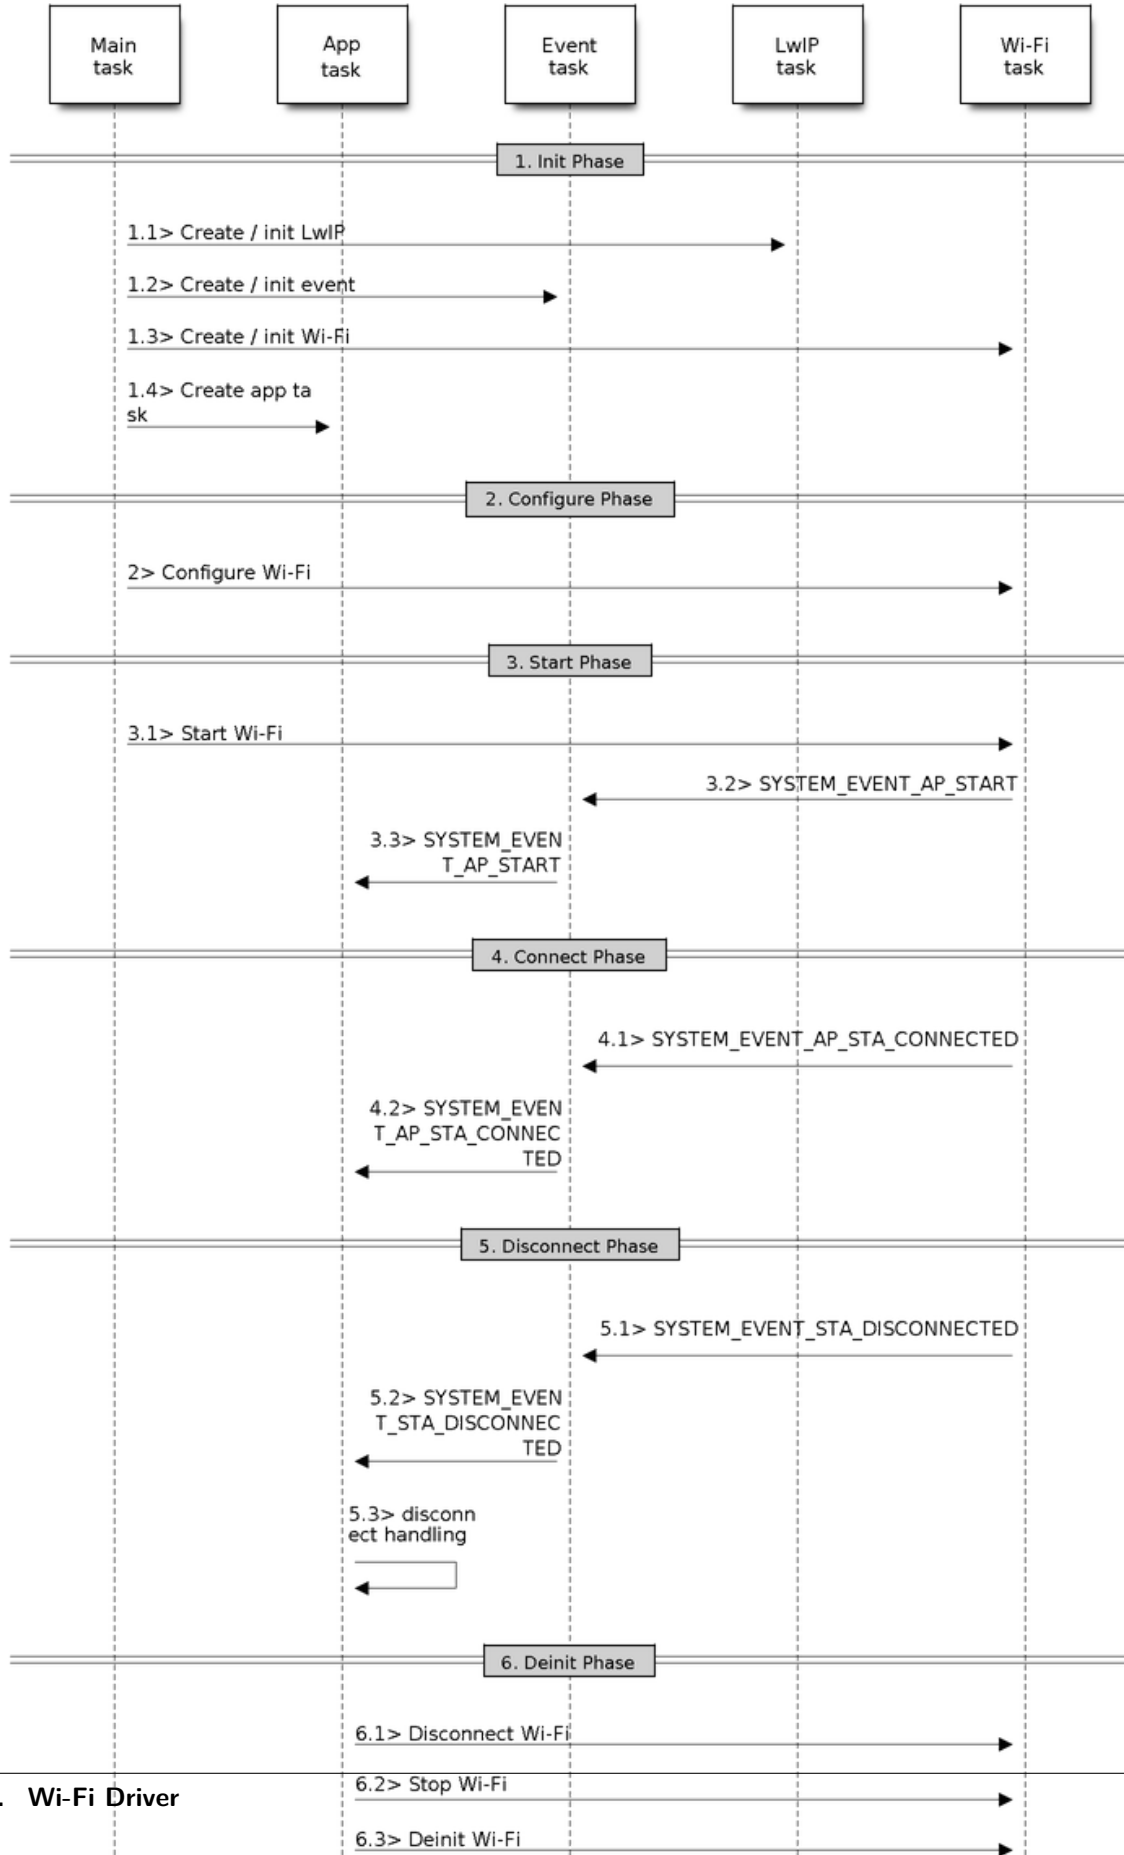 Main
task
App
task
Event
task
LwIP
task
Wi-Fi
task
1. Init Phase
1.1> Create / init LwIP
1.2> Create / init event
1.3> Create / init Wi-Fi
1.4> Create app ta
sk
2. Configure Phase
2> Configure Wi-Fi
3. Start Phase
3.1> Start Wi-Fi
3.2> SYSTEM_EVENT_AP_START
3.3> SYSTEM_EVEN
T_AP_START
4. Connect Phase
4.1> SYSTEM_EVENT_AP_STA_CONNECTED
4.2> SYSTEM_EVEN
T_AP_STA_CONNEC
TED
5. Disconnect Phase
5.1> SYSTEM_EVENT_STA_DISCONNECTED
5.2> SYSTEM_EVEN
T_STA_DISCONNEC
TED
5.3> disconn
ect handling
6. Deinit Phase
6.1> Disconnect Wi-Fi
6.2> Stop Wi-Fi
. Wi-Fi Driver
6.3> Deinit Wi-Fi